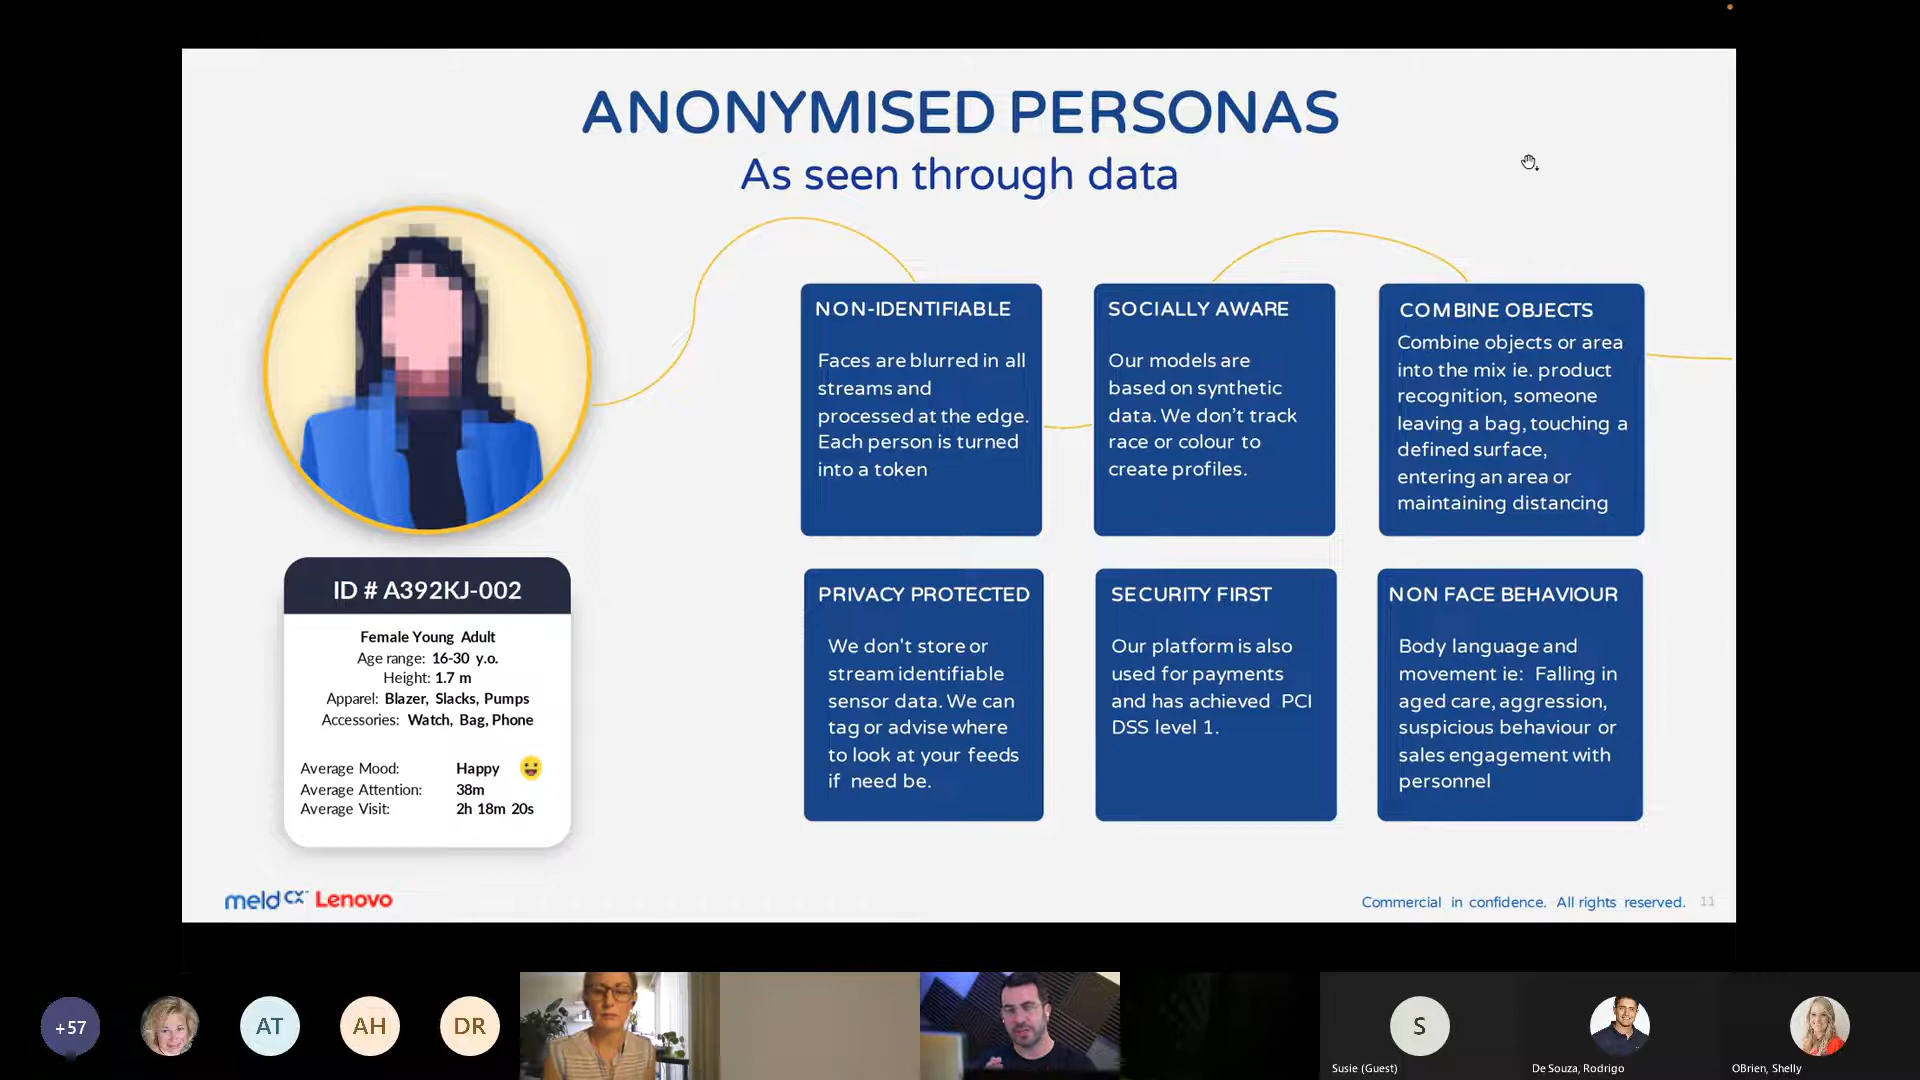 ANONYMISED PERSONAS
As seen through data
NON-IDENTIFIABLE
Faces are blurred in all
streams and
processed at the edge.
Each person is turned
into a token
SOCIALLY AWARE
Our models are
based on synthetic
data. We don't track
race or colour to
create profiles.
COMBINE OBJECTS
Combine objects or area
into the mix ie. product
recognition, someone
leaving a bag, touching a
defined surface,
entering an area or
maintaining distancing
ID # A392KJ-002
Female Young Adult
Age range: 16-30 y.o.
Height: 1.7 m
Apparel: Blazer, Slacks, Pumps
Accessories: Watch, Bag, Phone
Average Mood: Happy
Average Attention: 38m
Average Visit: 2h 18m 20s
PRIVACY PROTECTED
We don't store or
stream identifiable
sensor data. We can
tag or advise where
to look at your feeds
if need be.
SECURITY FIRST
Our platform is also
used for payments
and has achieved PCI
DSS level 1.
NON FACE BEHAVIOUR
Body language and
movement ie: Falling in
aged care, aggression,
suspicious behaviour or
sales engagement with
personnel
meld CX Lenovo
Commercial in confidence. All rights reserved. 11
+57
AT
AH
DR
S
Susie (Guest)
De Souza, Rodrigo
OBrien, Shelly